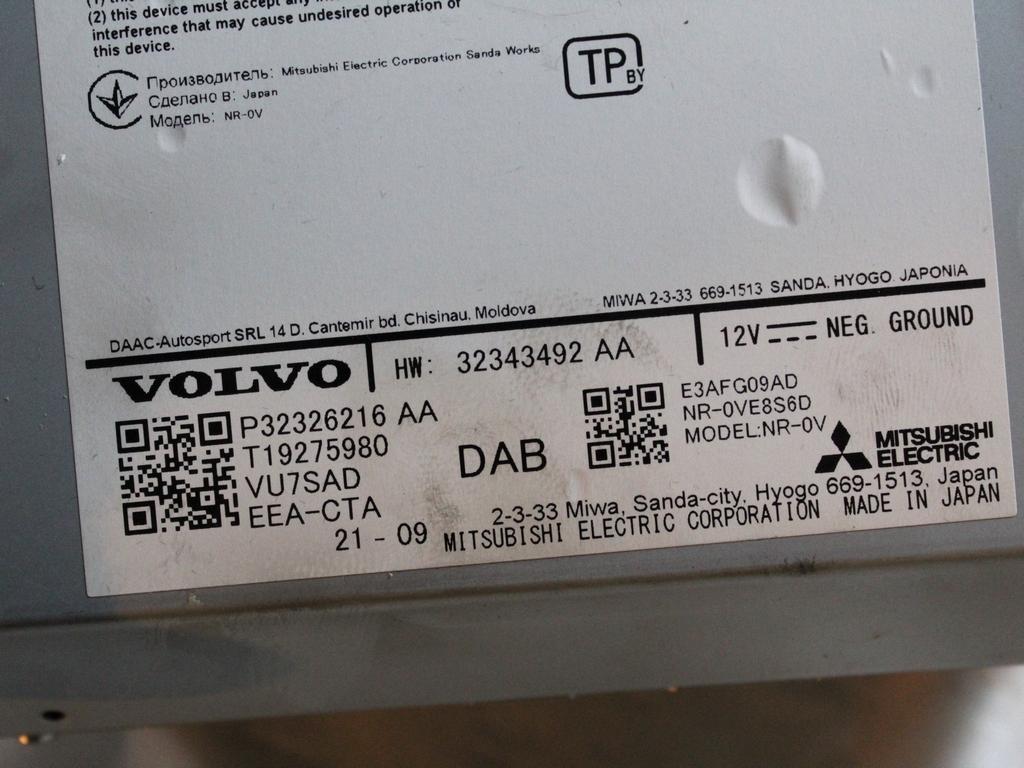 (2) this device must accept any
interference that may cause undesired operation of
this device.
Производитель: Mitsubishi Electric Corporation Sanda Works
Сделано в: Japan
Модель: NR-0V
TP BY
DAAC-Autosport SRL 14 D. Cantemir bd. Chisinau, Moldova
MIWA 2-3-33 669-1513 SANDA, HYOGO JAPONIA
VOLVO
HW: 32343492 AA
12V NEG. GROUND
P32326216 AA
T19275980
VU7SAD
EEA-CTA
21 - 09
DAB
E3AFG09AD
NR-0VE8S6D
MODEL:NR-0V
MITSUBISHI
ELECTRIC
2-3-33 Miwa, Sanda-city, Hyogo 669-1513, Japan
MITSUBISHI ELECTRIC CORPORATION MADE IN JAPAN